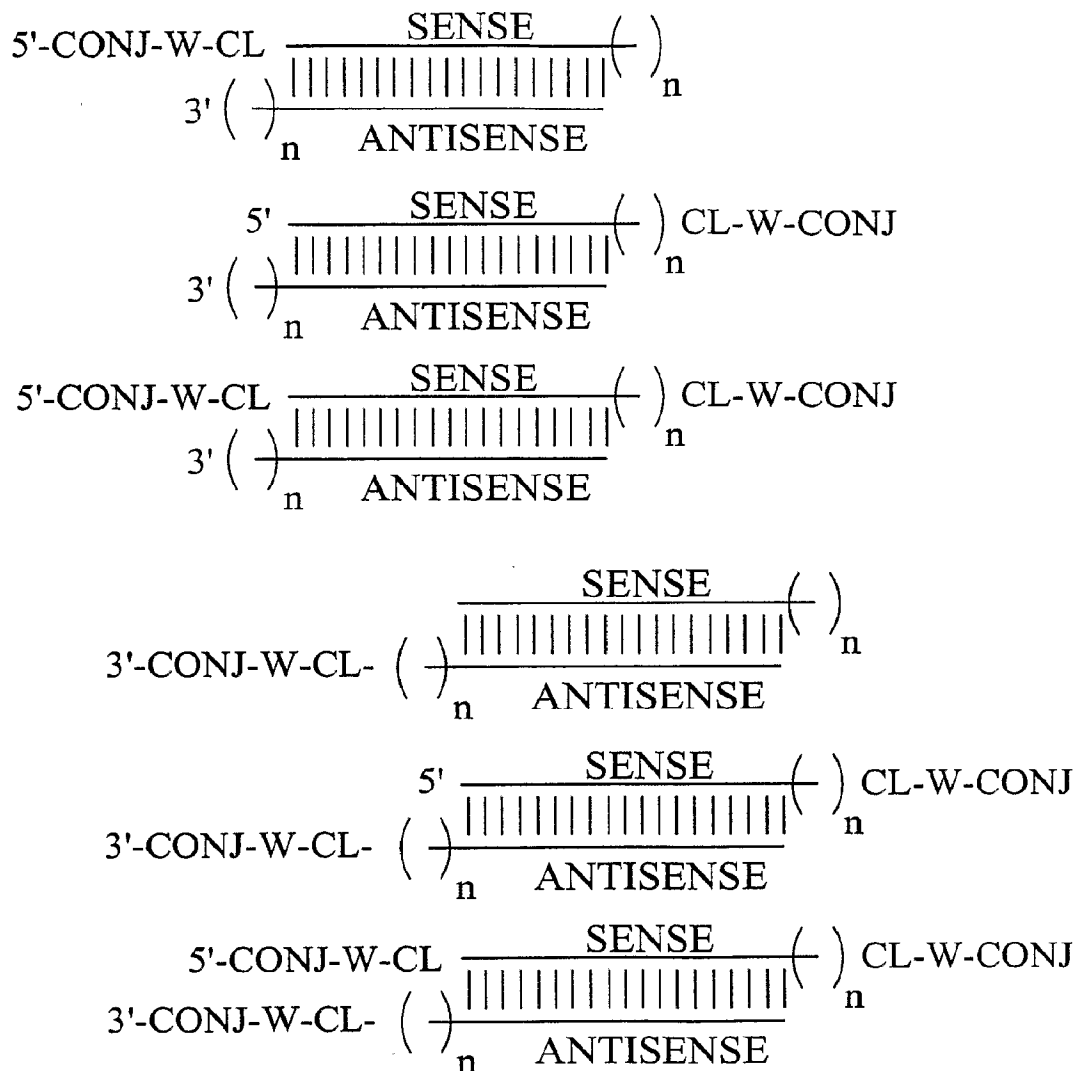 SENSE
5'-CONJ-W-CL ( )n
3' ( )n
ANTISENSE
SENSE
5' ( )n CL-W-CONJ
3' ( )n
ANTISENSE
SENSE
5'-CONJ-W-CL ( )n CL-W-CONJ
3' ( )n
ANTISENSE
SENSE
( )n
3'-CONJ-W-CL- ( )n
ANTISENSE
SENSE
5' ( )n CL-W-CONJ
3'-CONJ-W-CL- ( )n
ANTISENSE
SENSE
5'-CONJ-W-CL ( )n CL-W-CONJ
3'-CONJ-W-CL- ( )n
ANTISENSE